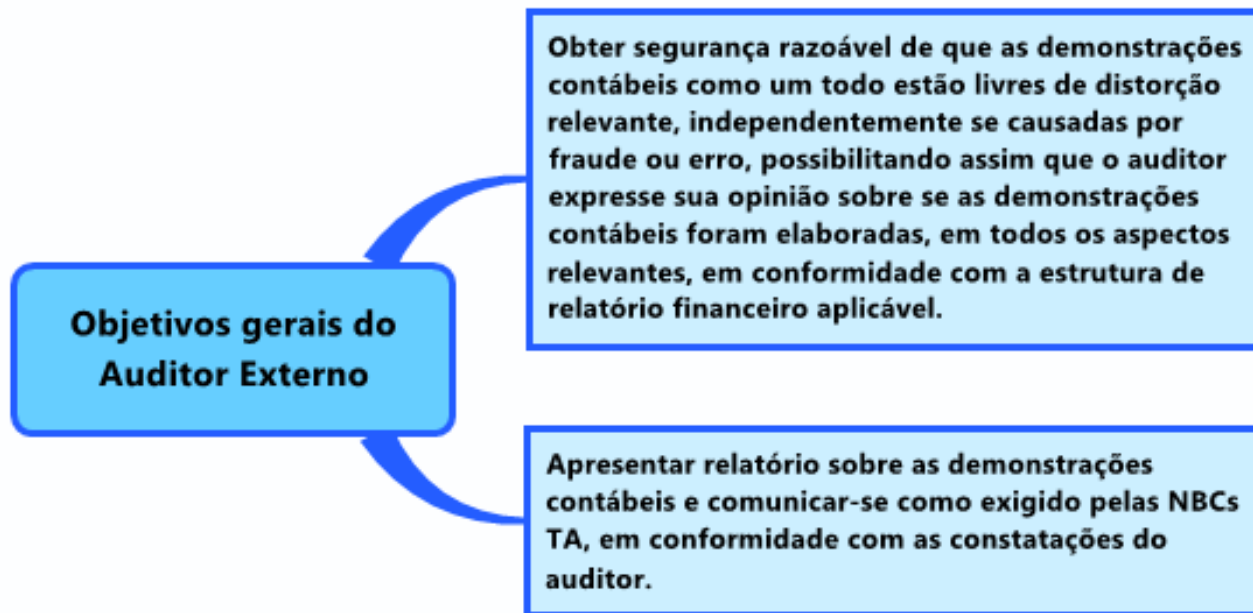 Objetivos gerais do
Auditor Externo
Obter segurança razoável de que as demonstrações
contábeis como um todo estão livres de distorção
relevante, independentemente se causadas por
fraude ou erro, possibilitando assim que o auditor
expresse sua opinião sobre se as demonstrações
contábeis foram elaboradas, em todos os aspectos
relevantes, em conformidade com a estrutura de
relatório financeiro aplicável.
Apresentar relatório sobre as demonstrações
contábeis e comunicar-se como exigido pelas NBCs
TA, em conformidade com as constatações do
auditor.